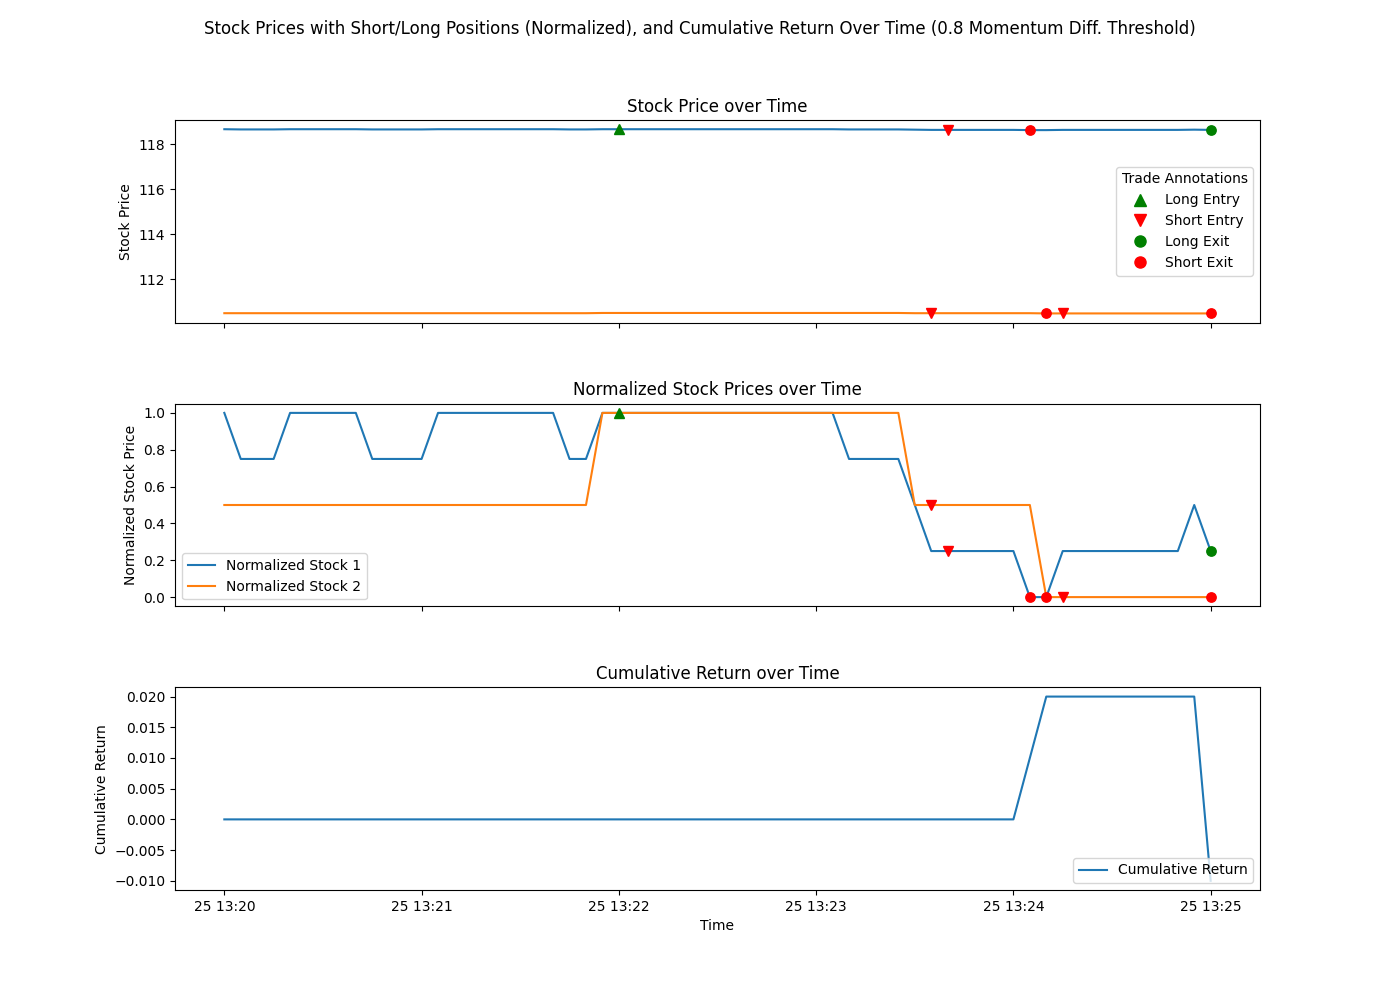 Stock Prices with Short/Long Positions (Normalized), and Cumulative Return Over Time (0.8 Momentum Diff. Threshold)
Stock Price over Time
118
116
114
112
Stock Price
Trade Annotations
Long Entry
Short Entry
Long Exit
Short Exit
Normalized Stock Prices over Time
1.0
0.8
0.6
0.4
0.2
0.0
Normalized Stock Price
Normalized Stock 1
Normalized Stock 2
Cumulative Return over Time
0.020
0.015
0.010
0.005
0.000
−0.005
−0.010
Cumulative Return
Cumulative Return
25 13:20
25 13:21
25 13:22
25 13:23
25 13:24
25 13:25
Time